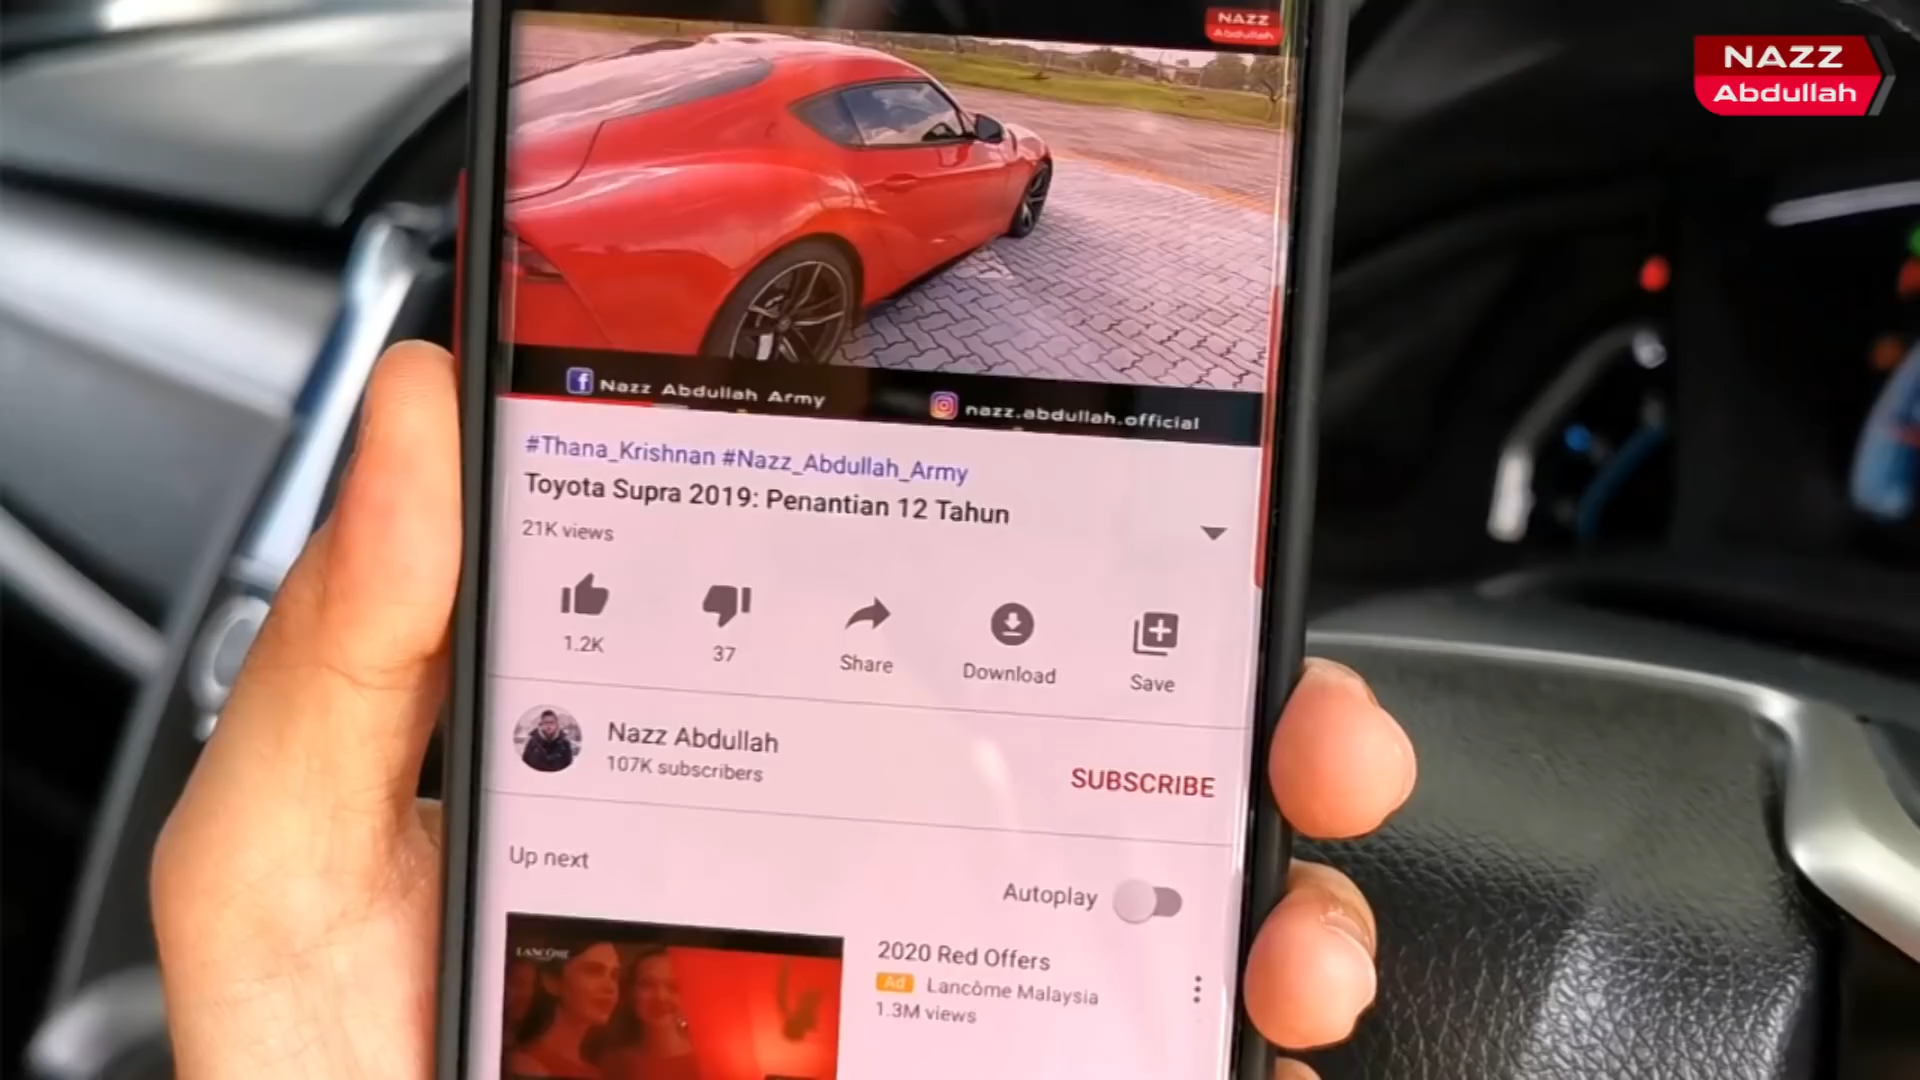 NAZZ
Abdullah
NAZZ
Abdullah
Nazz Abdullah Army
nazz.abdullah.official
#Thana_Krishnan #Nazz_Abdullah_Army
Toyota Supra 2019: Penantian 12 Tahun
21K views
1.2K
37
Share
Download
Save
Nazz Abdullah
107K subscribers
SUBSCRIBE
Up next
Autoplay
LANCÔME
2020 Red Offers
Ad Lancôme Malaysia
1.3M views